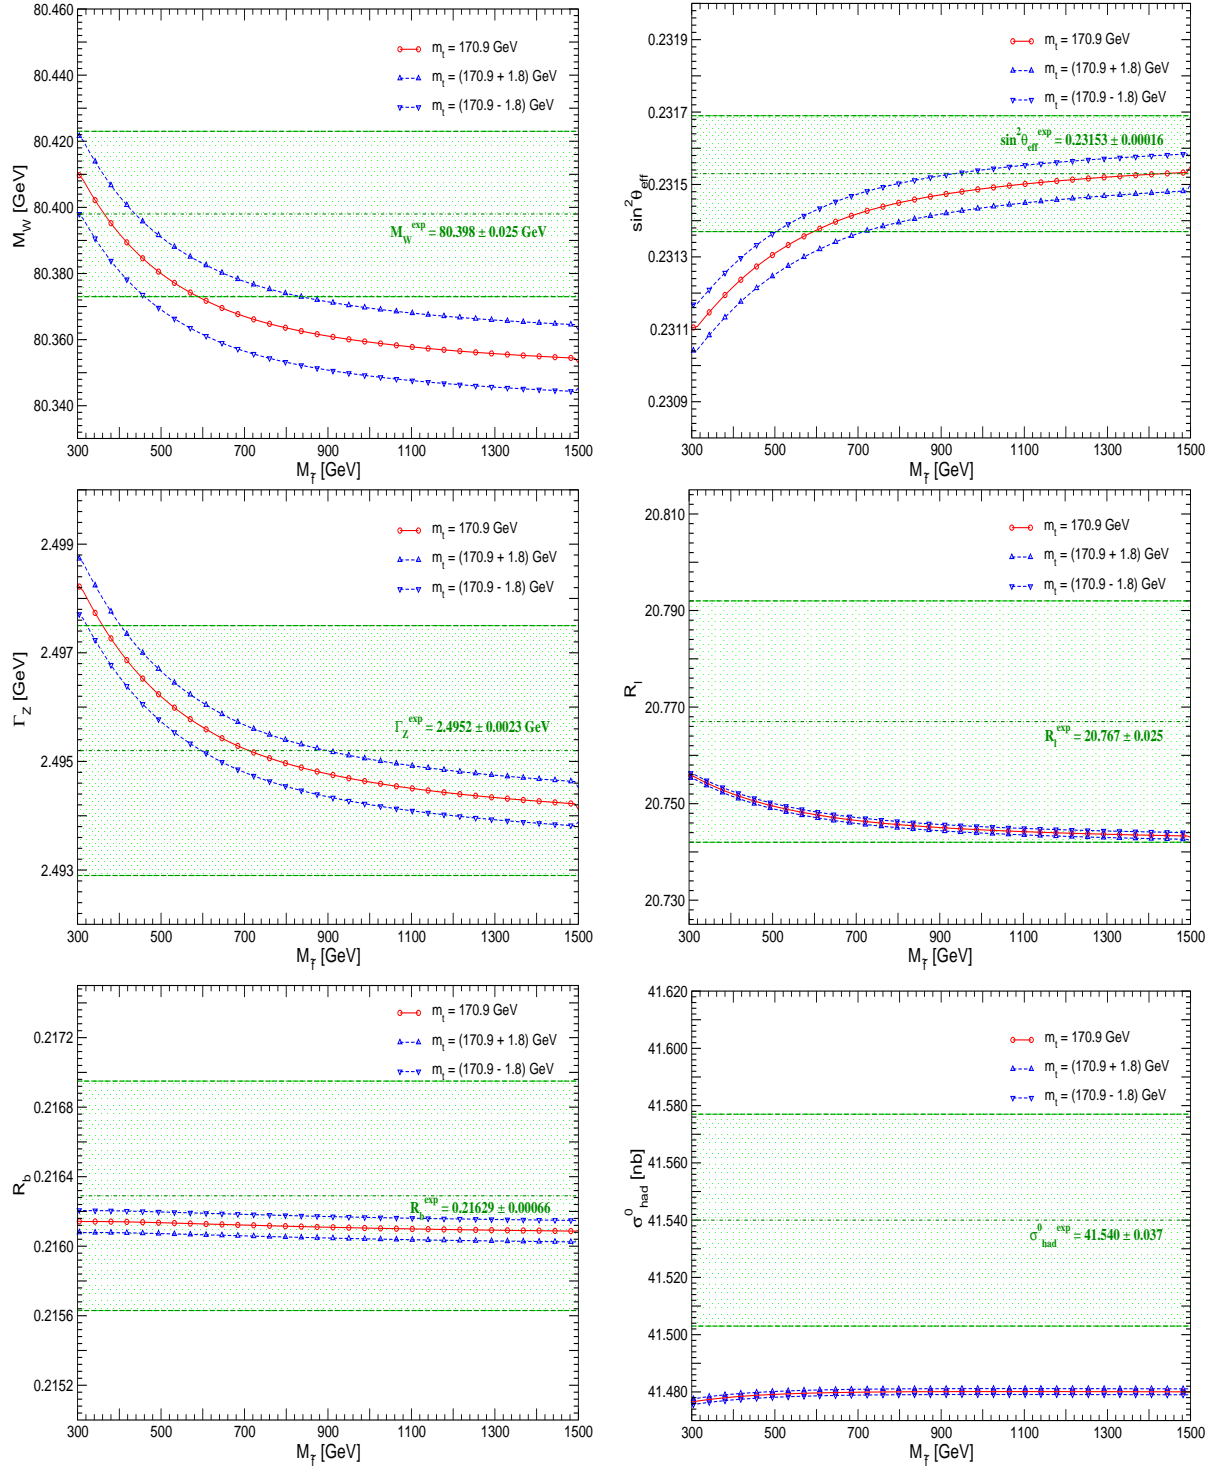 80.460
80.440
80.420
80.400
80.380
80.360
80.340
M_W [GeV]
m_t = 170.9 GeV
m_t = (170.9 + 1.8) GeV
m_t = (170.9 - 1.8) GeV
M_W^exp = 80.398 ± 0.025 GeV
300 500 700 900 1100 1300 1500
M_f̃ [GeV]
0.2319
0.2317
0.2315
0.2313
0.2311
0.2309
sin²θ_eff
m_t = 170.9 GeV
m_t = (170.9 + 1.8) GeV
m_t = (170.9 - 1.8) GeV
sin²θ_eff^exp = 0.23153 ± 0.00016
300 500 700 900 1100 1300 1500
M_f̃ [GeV]
2.499
2.497
2.495
2.493
Γ_Z [GeV]
m_t = 170.9 GeV
m_t = (170.9 + 1.8) GeV
m_t = (170.9 - 1.8) GeV
Γ_Z^exp = 2.4952 ± 0.0023 GeV
300 500 700 900 1100 1300 1500
M_f̃ [GeV]
20.810
20.790
20.770
20.750
20.730
R_l
m_t = 170.9 GeV
m_t = (170.9 + 1.8) GeV
m_t = (170.9 - 1.8) GeV
R_l^exp = 20.767 ± 0.025
300 500 700 900 1100 1300 1500
M_f̃ [GeV]
0.2172
0.2168
0.2164
0.2160
0.2156
0.2152
R_b
m_t = 170.9 GeV
m_t = (170.9 + 1.8) GeV
m_t = (170.9 - 1.8) GeV
R_b^exp = 0.21629 ± 0.00066
300 500 700 900 1100 1300 1500
M_f̃ [GeV]
41.620
41.600
41.580
41.560
41.540
41.520
41.500
41.480
σ⁰_had [nb]
m_t = 170.9 GeV
m_t = (170.9 + 1.8) GeV
m_t = (170.9 - 1.8) GeV
σ⁰_had^exp = 41.540 ± 0.037
300 500 700 900 1100 1300 1500
M_f̃ [GeV]